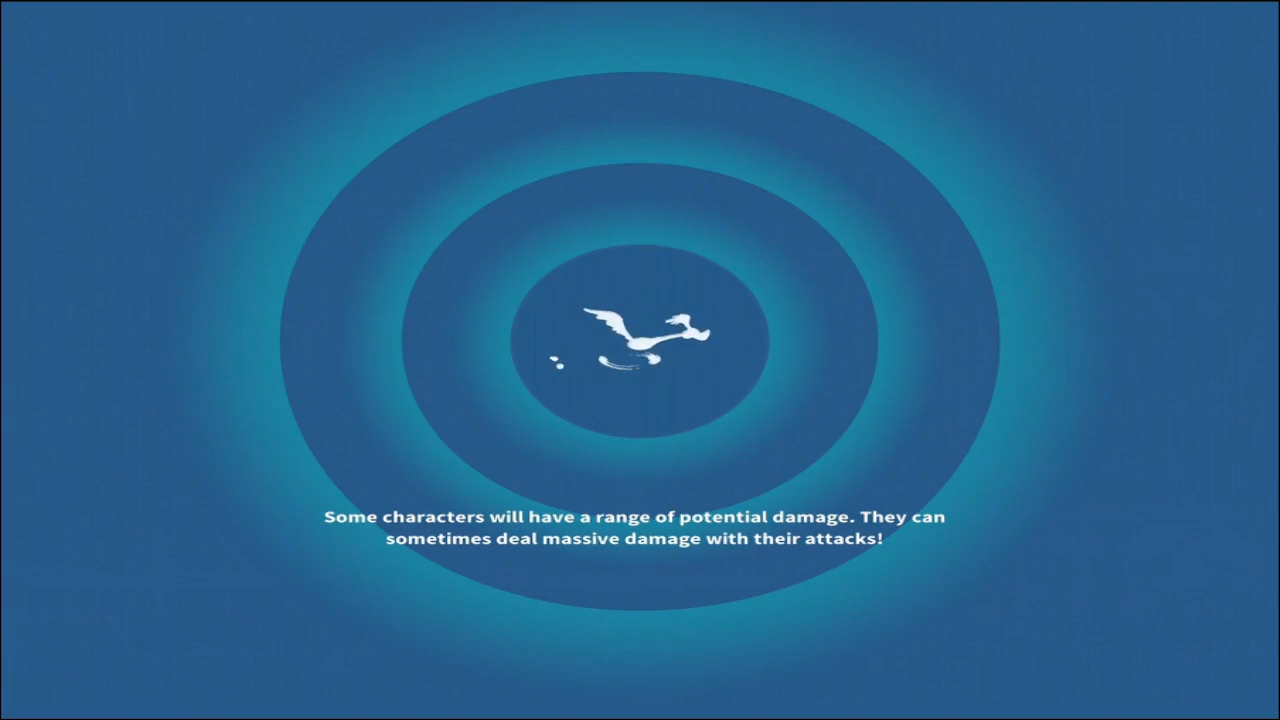 Some characters will have a range of potential damage. They can
sometimes deal massive damage with their attacks!